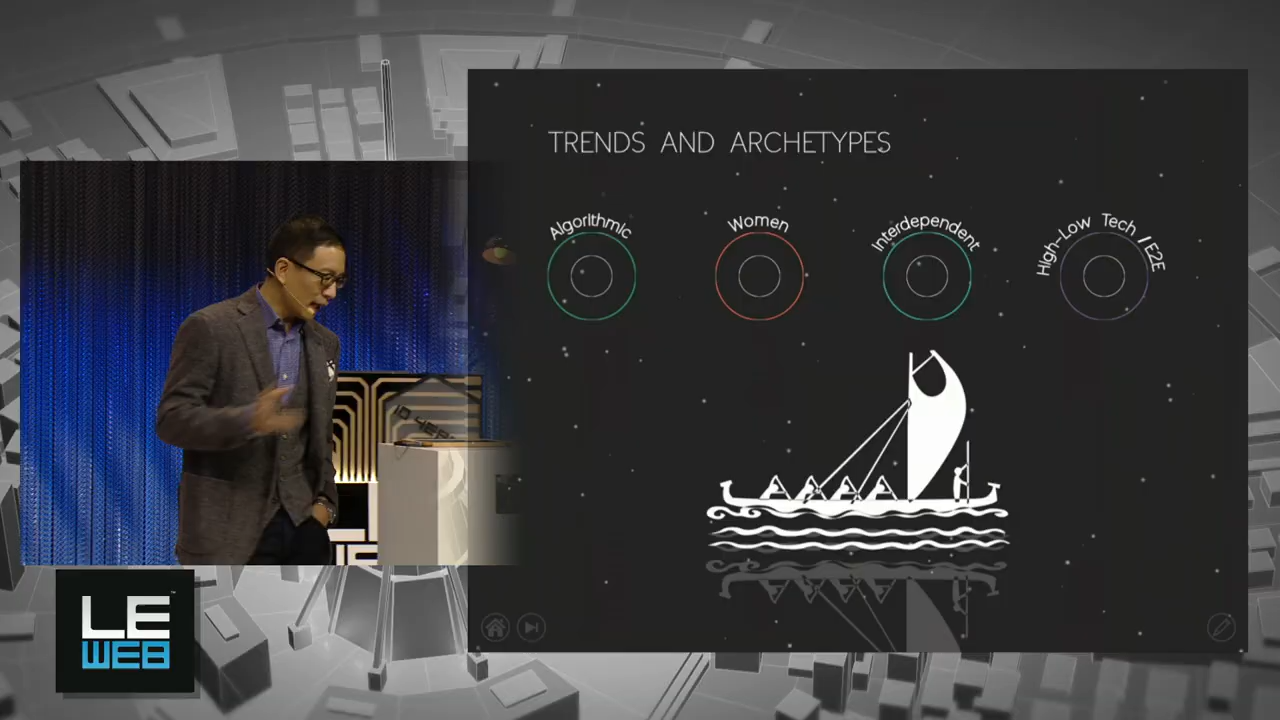 TRENDS AND ARCHETYPES
Algorithmic
Women
Interdependent
High-Low Tech / E2E
LE
WEB